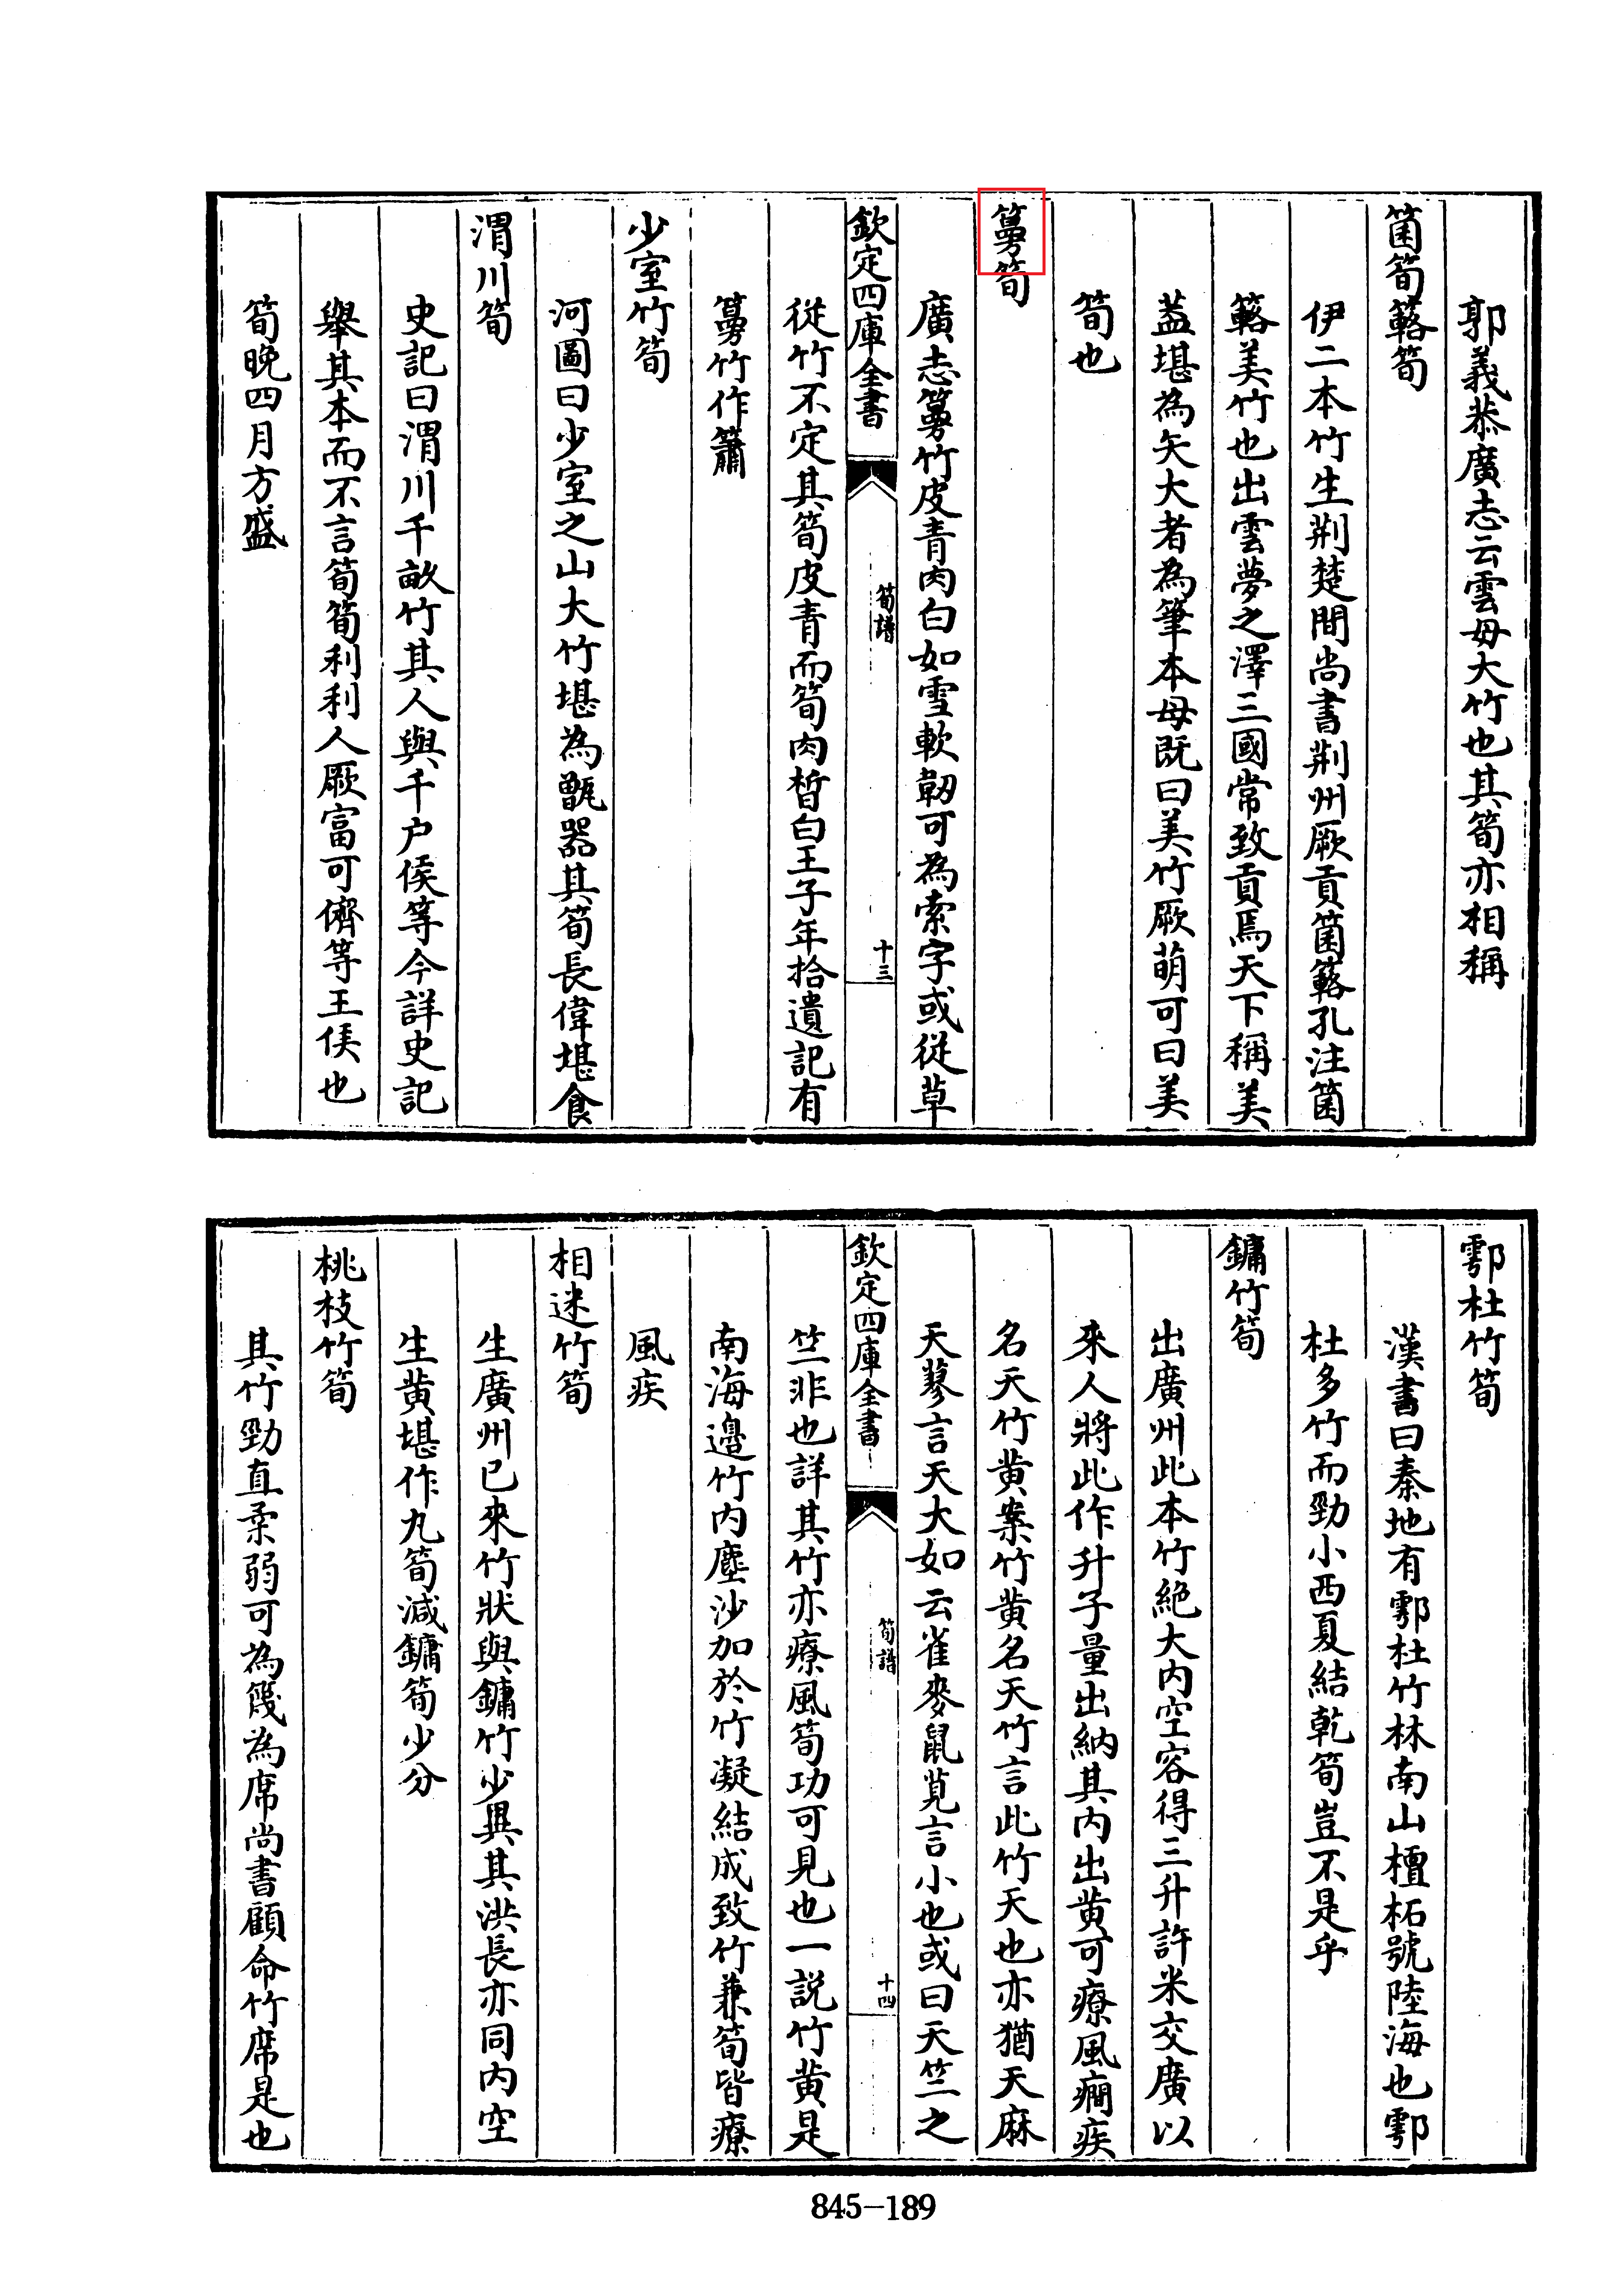 郭義恭廣志云雲母大竹也其筍亦相稱
箘筍簬筍
伊二本竹生荆楚間尚書荆州厥貢箘簬孔注箘
簬美竹也出雲夢之澤三國常致貢焉天下稱美
葢堪為矢大者為筆本母既曰美竹厥萌可曰美
筍也
筍
廣志竹皮青肉白如雪軟韌可為索字或從草
欽定四庫全書
筍譜
十三
從竹不定其筍皮青而筍肉晳白王子年拾遺記有
竹作簫
少室竹筍
河圖曰少室之山大竹堪為甑器其筍長偉堪食
渭川筍
史記曰渭川千畝竹其人與千户侯等今詳史記
舉其本而不言筍筍利利人厥富可儕等王侯也
筍晚四月方盛
鄠杜竹筍
漢書曰秦地有鄠杜竹林南山檀柘號陸海也鄠
杜多竹而勁小西夏結乾筍豈不是乎
鏞竹筍
出廣州此本竹絶大内空容得三升許米交廣以
來人將此作升子量出納其内出黄可療風癎疾
名天竹黄案竹黄名天竹言此竹天也亦猶天麻
天蓼言天大如云雀麥鼠莧言小也或曰天竺之
欽定四庫全書
筍譜
十四
竺非也詳其竹亦療風筍功可見也一説竹黄是
南海邉竹内塵沙加於竹凝結成致竹兼筍皆療
風疾
相迷竹筍
生廣州已來竹狀與鏞竹少異其洪長亦同内空
生黄堪作丸筍減鏞筍少分
桃枝竹筍
其竹勁直柔弱可為篾為席尚書顧命竹席是也
845-189